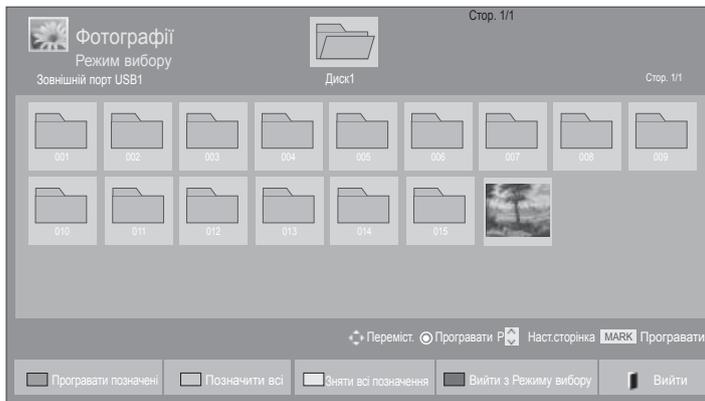 Стор. 1/1
Фотографії
Режим вибору
Зовнішній порт USB1
Диск1
Стор. 1/1
001 002 003 004 005 006 007 008 009
010 011 012 013 014 015
Переміст. Програвати P Наст.сторінка MARK Програвати
Програвати позначені Позначити всі Зняти всі позначення Вийти з Режиму вибору Вийти